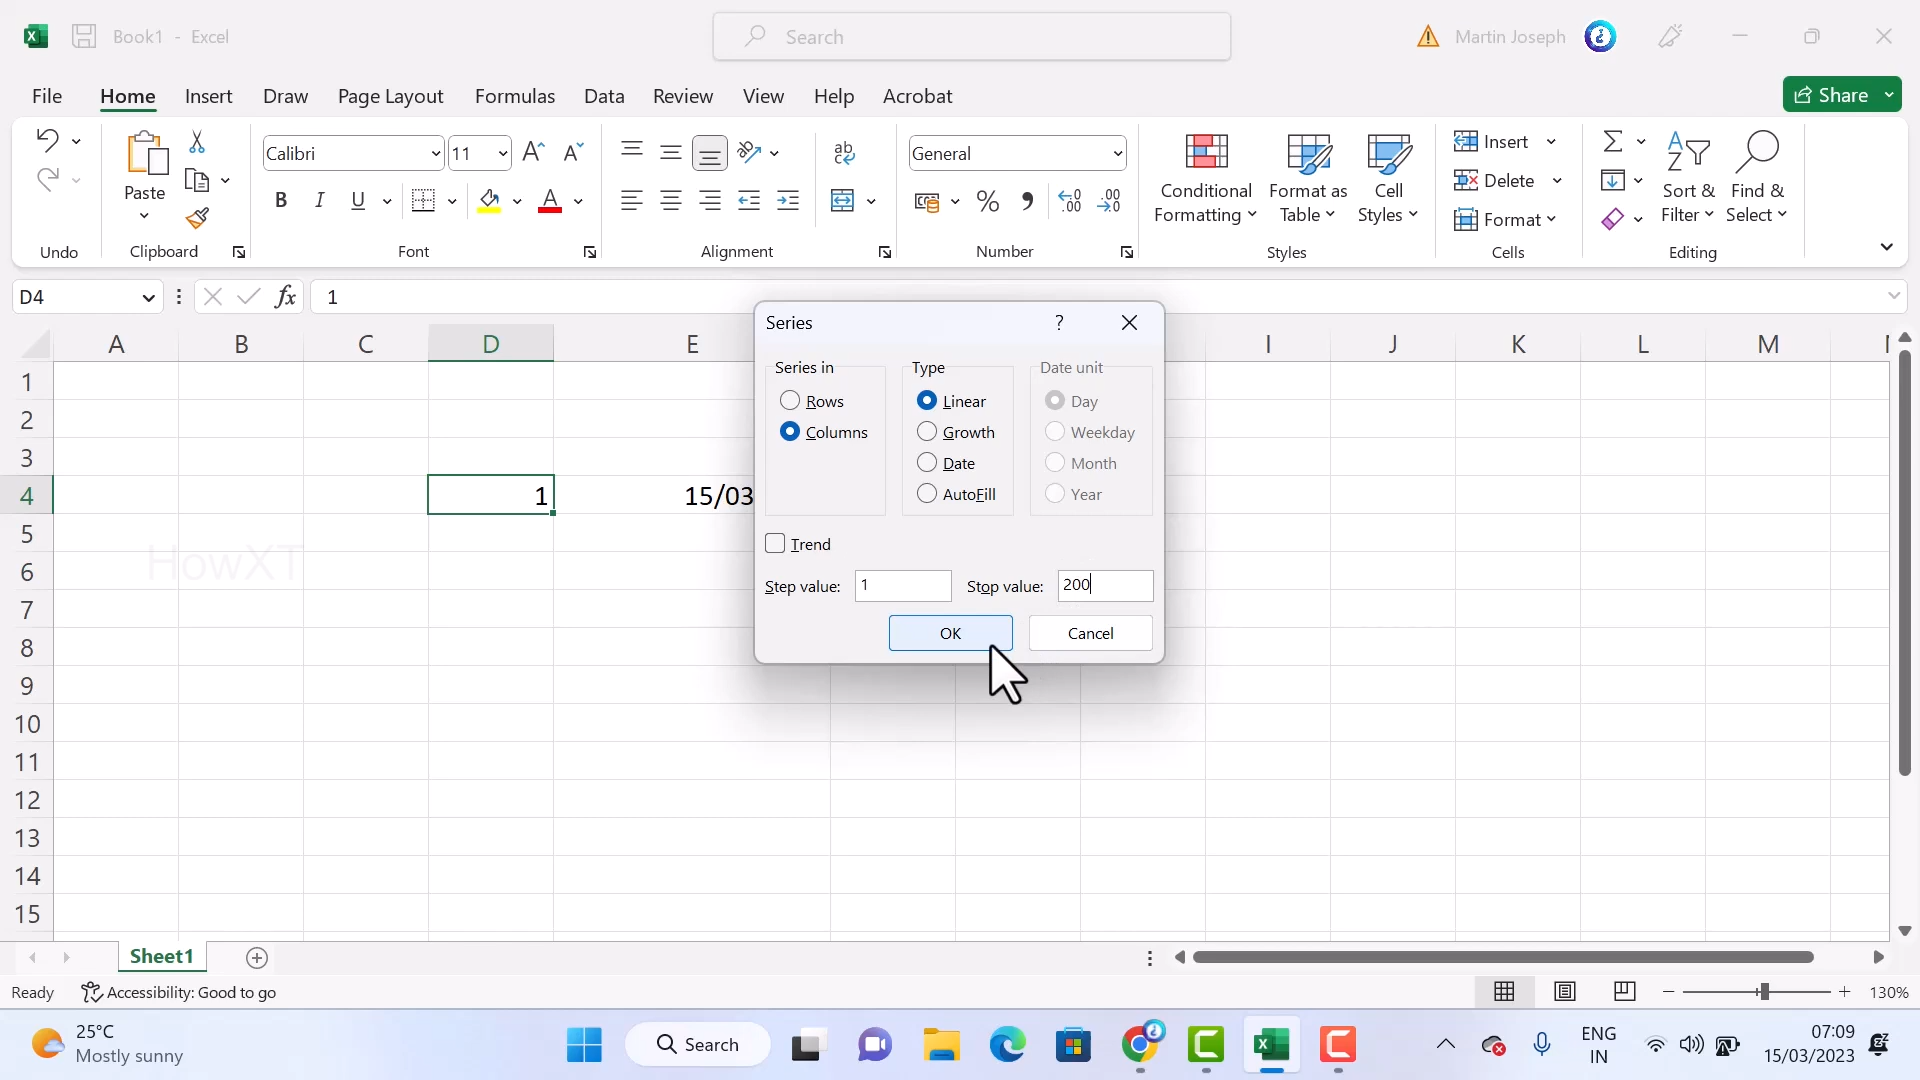 Book1 - Excel
Search
Martin Joseph
File Home Insert Draw Page Layout Formulas Data Review View Help Acrobat
Share
Paste
Calibri 11
ab
General
Conditional Formatting
Format as Table
Cell Styles
Insert
Delete
Format
Sort & Filter
Find & Select
Undo Clipboard Font Alignment Number Styles Cells Editing
D4 fx 1
A B C D E I J K L M
1
2
3
4 1 15/03
5
6
7
8
9
10
11
12
13
14
15
HowXT
Series ?
Series in Type Date unit
Rows Linear Day
Columns Growth Weekday
Date Month
AutoFill Year
Trend
Step value: 1 Stop value: 200
OK Cancel
Sheet1
Ready Accessibility: Good to go 130%
25°C
Mostly sunny
Search
ENG
IN
07:09
15/03/2023